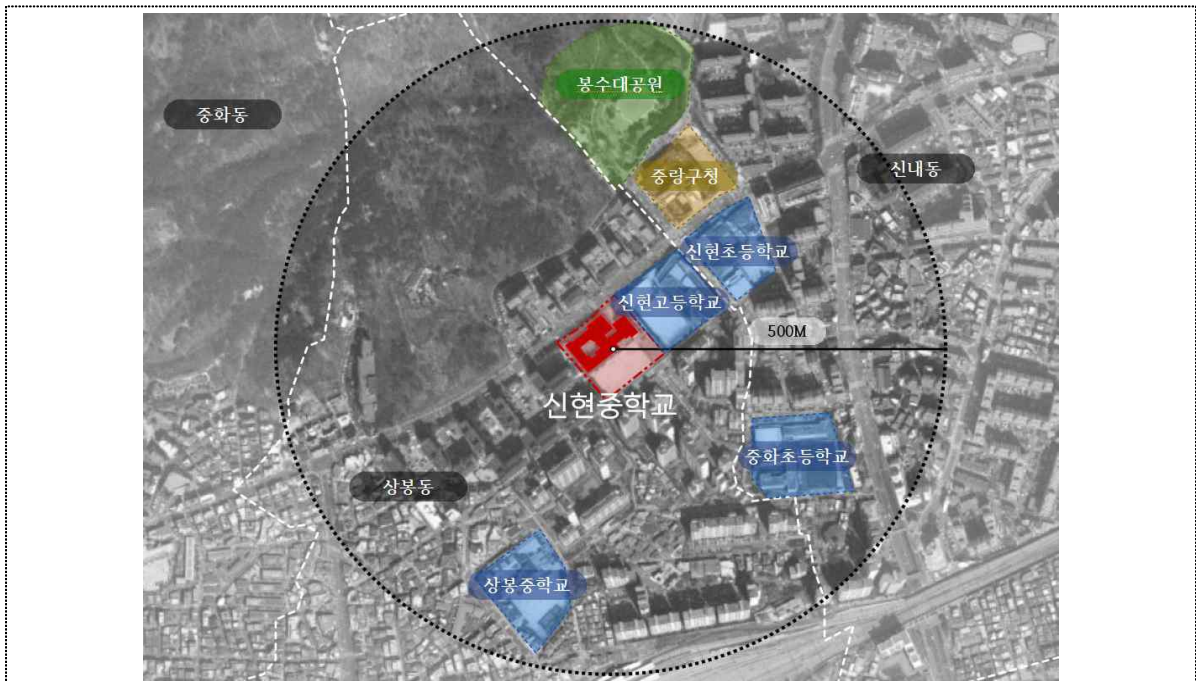 봉수대공원
중화동
신내동
중랑구청
신현초등학교
신현고등학교
500M
신현중학교
중화초등학교
상봉동
상봉중학교